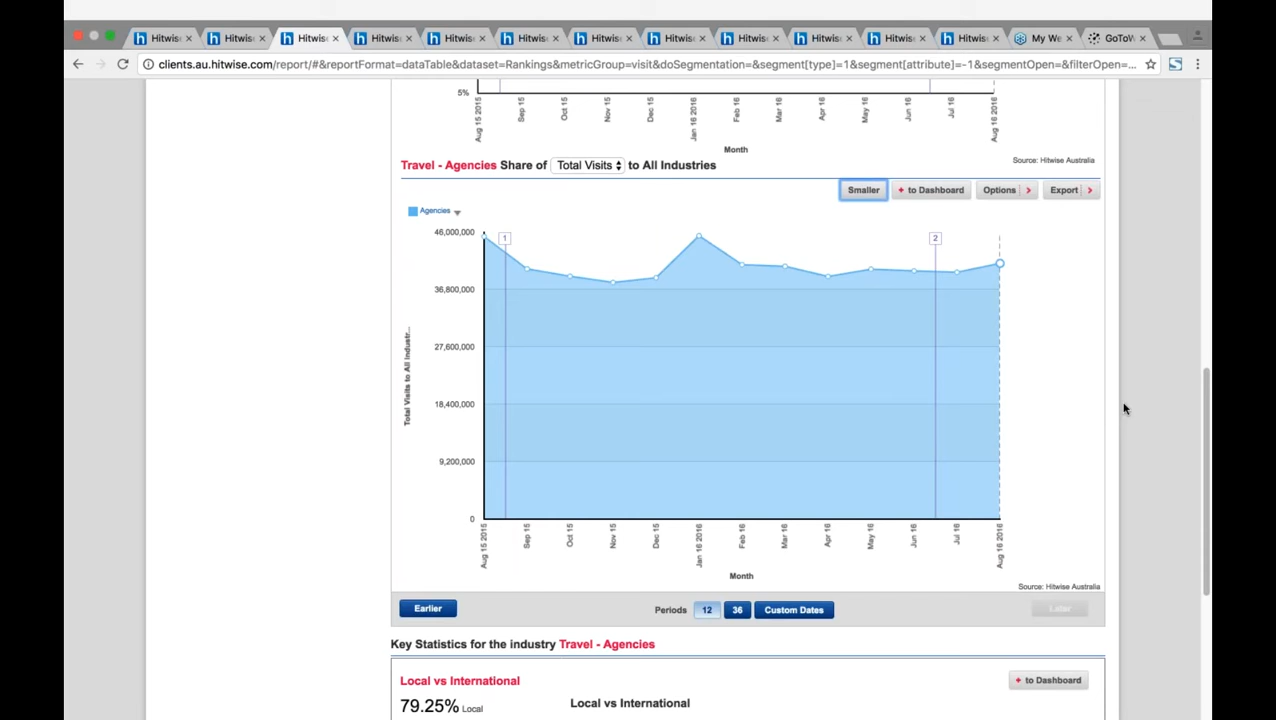 Hitwise
Hitwise
Hitwise
Hitwise
Hitwise
Hitwise
Hitwise
Hitwise
Hitwise
Hitwise
Hitwise
Hitwise
My We
GoToW
clients.au.hitwise.com/report/#&reportFormat=dataTable&dataset=Rankings&metricGroup=visit&doSegmentation=&segment[type]=1&segment[attribute]=-1&segmentOpen=&filterOpen=...
5%
Aug 15 2015
Sep 15
Oct 15
Nov 15
Dec 15
Jan 16 2016
Feb 16
Mar 16
Apr 16
May 16
Jun 16
Jul 16
Aug 16 2016
Month
Source: Hitwise Australia
Travel - Agencies Share of Total Visits to All Industries
Smaller
+ to Dashboard
Options
Export
Agencies
46,000,000
36,800,000
27,600,000
18,400,000
9,200,000
0
Total Visits to All Industr...
1
2
Aug 15 2015
Sep 15
Oct 15
Nov 15
Dec 15
Jan 16 2016
Feb 16
Mar 16
Apr 16
May 16
Jun 16
Jul 16
Aug 16 2016
Month
Source: Hitwise Australia
Earlier
Periods 12 36 Custom Dates
Later
Key Statistics for the industry Travel - Agencies
Local vs International
+ to Dashboard
79.25% Local
Local vs International